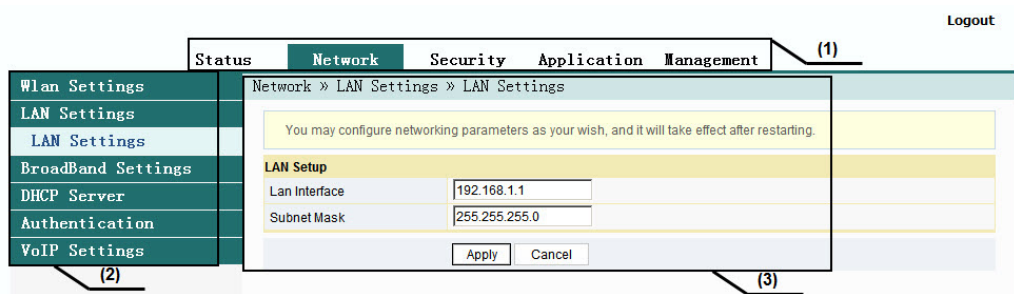 Logout
(1)
Status Network Security Application Management
Wlan Settings
LAN Settings
LAN Settings
BroadBand Settings
DHCP Server
Authentication
VoIP Settings
(2)
Network » LAN Settings » LAN Settings
You may configure networking parameters as your wish, and it will take effect after restarting.
LAN Setup
Lan Interface 192.168.1.1
Subnet Mask 255.255.255.0
Apply Cancel
(3)